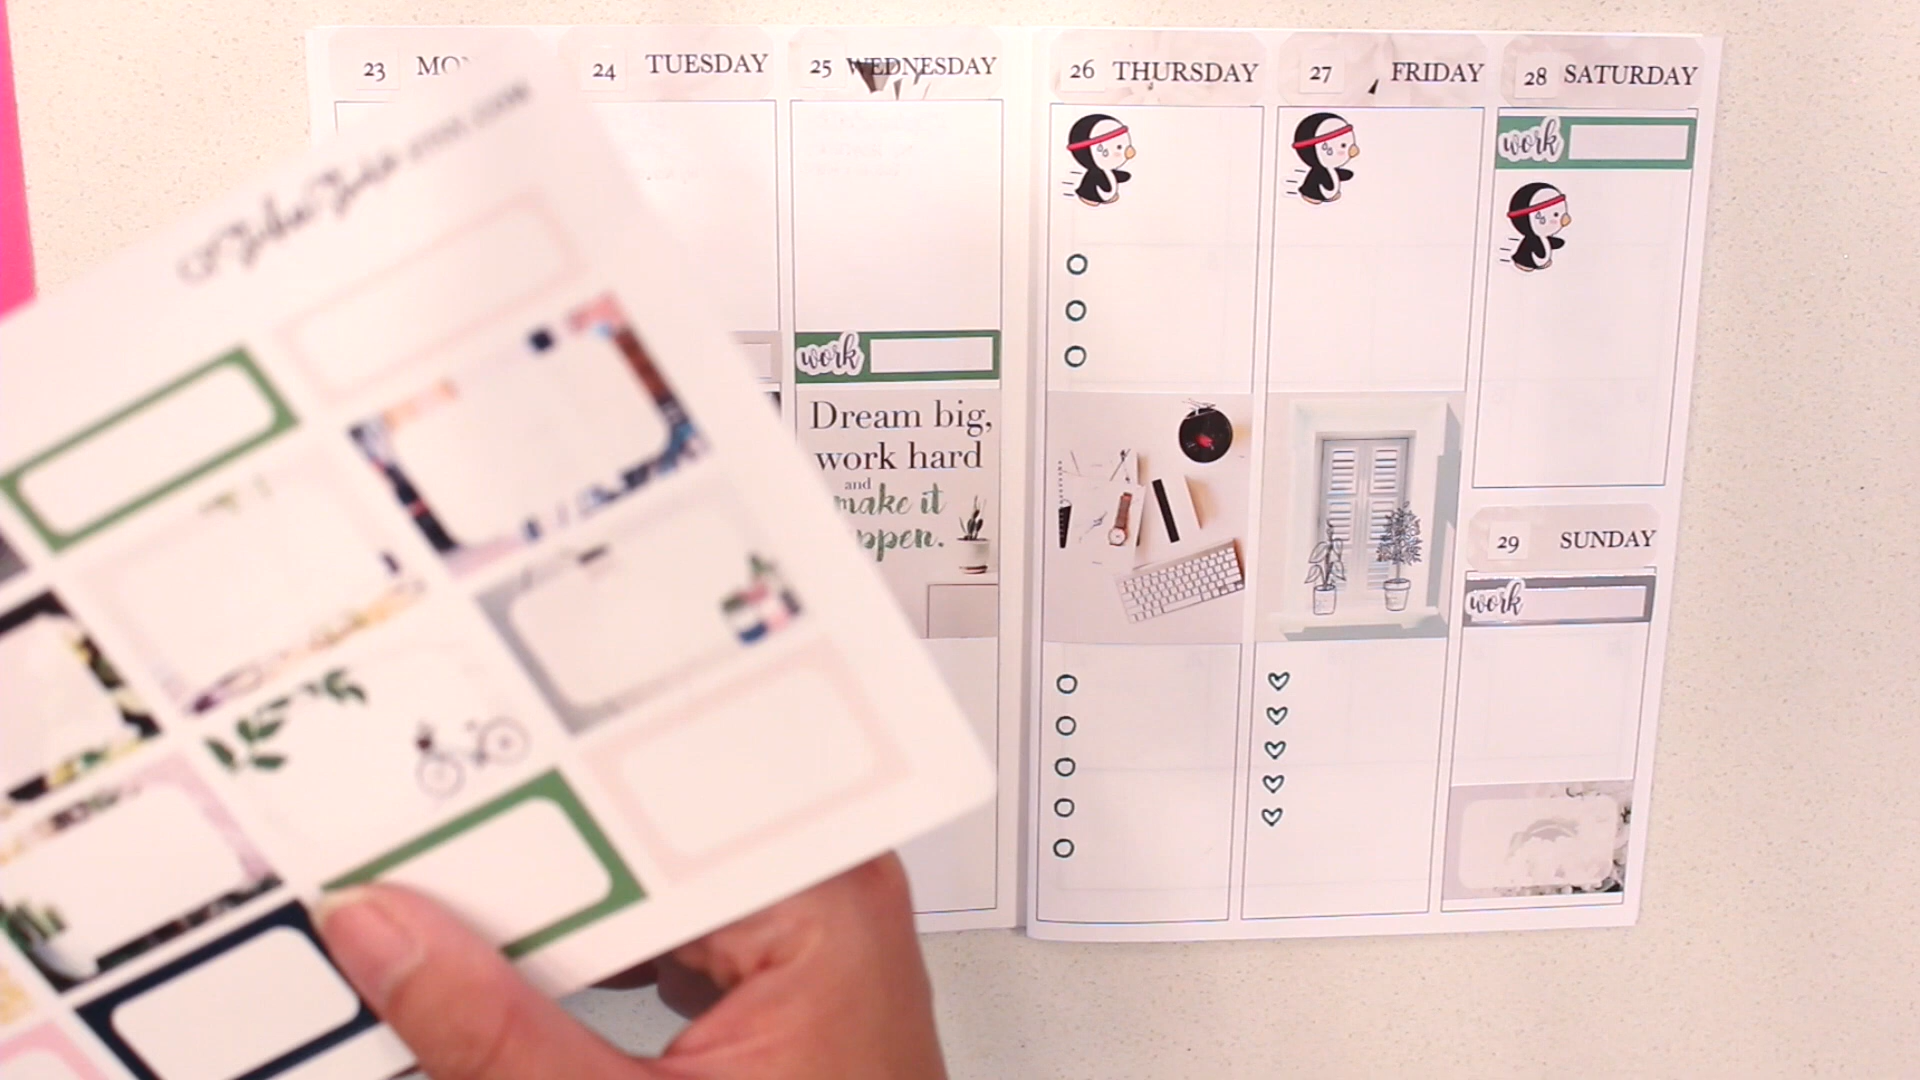 23
24 TUESDAY
25 WEDNESDAY
26 THURSDAY
27 FRIDAY
28 SATURDAY
work
work
Dream big,
work hard
and
make it
29 SUNDAY
work